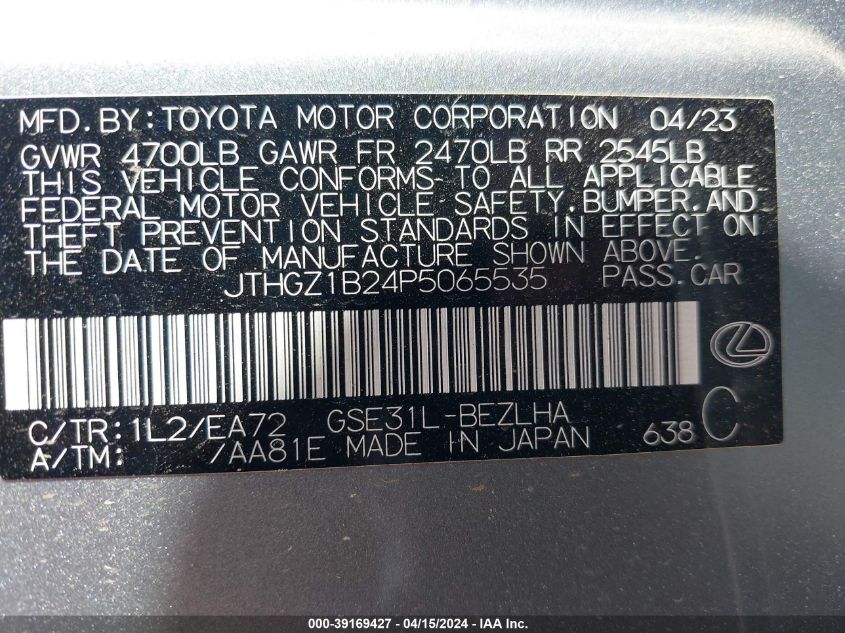 MFD.BY:TOYOTA MOTOR CORPORATION 04/23
GVWR 4700LB GAWR FR 2470LB RR 2545LB
THIS VEHICLE CONFORMS TO ALL APPLICABLE
FEDERAL MOTOR VEHICLE SAFETY.BUMPER.AND
THEFT PREVENTION STANDARDS IN EFFECT ON
THE DATE OF MANUFACTURE SHOWN ABOVE.
JTHGZ1B24P5065535 PASS.CAR
C/TR:1L2/EA72 GSE31L-BEZLHA
A/TM: /AA81E MADE IN JAPAN 638 C
000-39169427 - 04/15/2024 - IAA Inc.